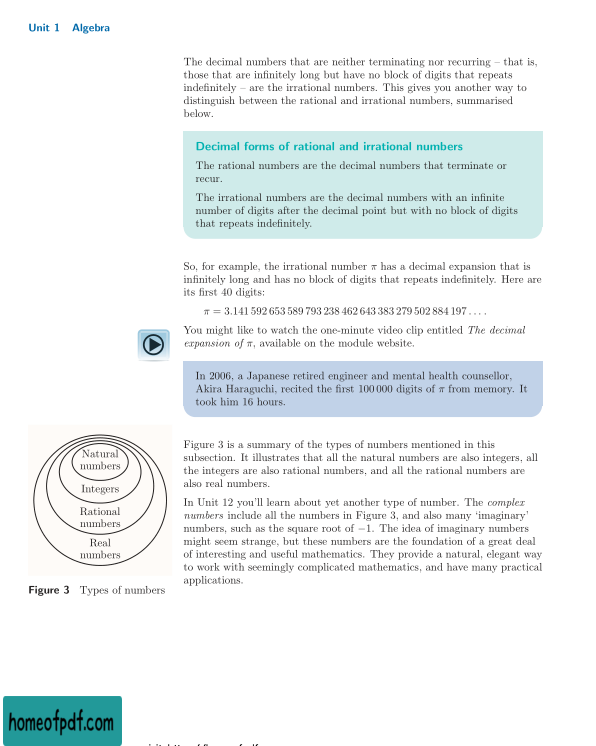 Unit 1 Algebra
The decimal numbers that are neither terminating nor recurring – that is,
those that are infinitely long but have no block of digits that repeats
indefinitely – are the irrational numbers. This gives you another way to
distinguish between the rational and irrational numbers, summarised
below.
Decimal forms of rational and irrational numbers
The rational numbers are the decimal numbers that terminate or
recur.
The irrational numbers are the decimal numbers with an infinite
number of digits after the decimal point but with no block of digits
that repeats indefinitely.
So, for example, the irrational number π has a decimal expansion that is
infinitely long and has no block of digits that repeats indefinitely. Here are
its first 40 digits:
π = 3.141 592 653 589 793 238 462 643 383 279 502 884 197 . . . .
You might like to watch the one-minute video clip entitled The decimal
expansion of π, available on the module website.
In 2006, a Japanese retired engineer and mental health counsellor,
Akira Haraguchi, recited the first 100 000 digits of π from memory. It
took him 16 hours.
Natural
numbers
Integers
Rational
numbers
Real
numbers
Figure 3 Types of numbers
Figure 3 is a summary of the types of numbers mentioned in this
subsection. It illustrates that all the natural numbers are also integers, all
the integers are also rational numbers, and all the rational numbers are
also real numbers.
In Unit 12 you'll learn about yet another type of number. The complex
numbers include all the numbers in Figure 3, and also many 'imaginary'
numbers, such as the square root of −1. The idea of imaginary numbers
might seem strange, but these numbers are the foundation of a great deal
of interesting and useful mathematics. They provide a natural, elegant way
to work with seemingly complicated mathematics, and have many practical
applications.
homeofpdf.com